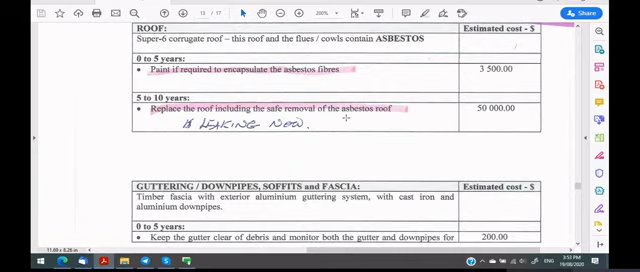 13 / 17
200%
ROOF:
Estimated cost - $
Super-6 corrugate roof – this roof and the flues / cowls contain ASBESTOS
0 to 5 years:
• Paint if required to encapsulate the asbestos fibres
3 500.00
5 to 10 years:
• Replace the roof including the safe removal of the asbestos roof
50 000.00
IS LEAKING NOW.
GUTTERING / DOWNPIPES, SOFFITS and FASCIA:
Estimated cost - $
Timber fascia with exterior aluminium guttering system, with cast iron and
aluminium downpipes.
0 to 5 years:
• Keep the gutter clear of debris and monitor both the gutter and downpipes for
200.00
11.69 x 8.26 in
3:53 PM
19/08/2020